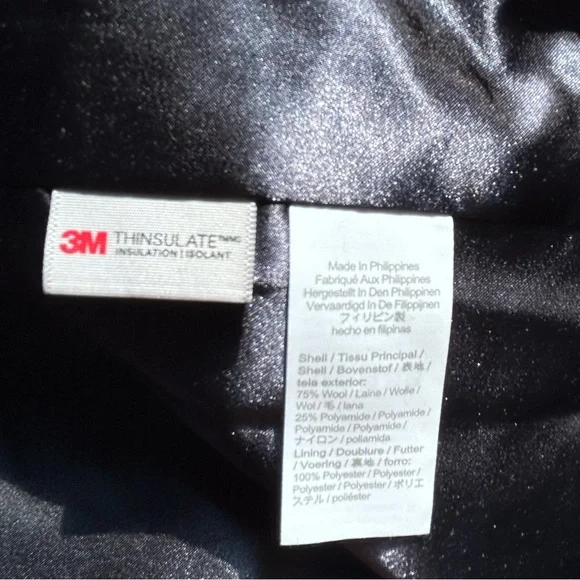 3M THINSULATE™MC
INSULATION | ISOLANT
Made In Philippines
Fabriqué Aux Philippines
Hergestellt In Den Philippinen
Vervaardigd In De Filippijnen
フィリピン製
hecho en filipinas
Shell / Tissu Principal /
Shell / Bovenstof / 表地 /
tela exterior:
75% Wool / Laine / Wolle /
Wol / 毛 / lana
25% Polyamide / Polyamide /
Polyamide / Polyamide /
ナイロン / poliamida
Lining / Doublure / Futter
/ Voering / 裏地 / forro:
100% Polyester / Polyester /
Polyester / Polyester / ポリエ
ステル / poliéster